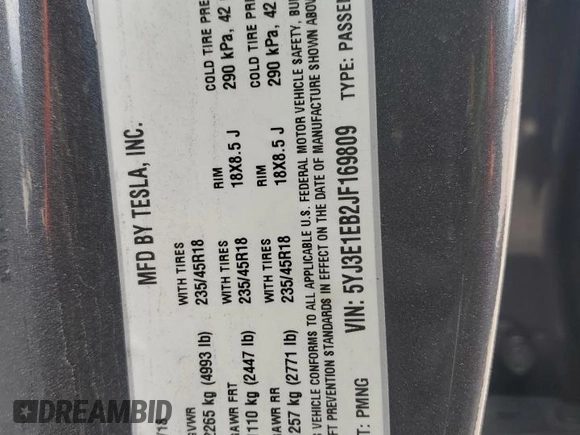 MFD BY TESLA, INC.
/18
GVWR
2265 kg (4993 lb)
WITH TIRES
235/45R18
GAWR FRT
1110 kg (2447 lb)
WITH TIRES
235/45R18
RIM
18X8.5 J
COLD TIRE PRE
290 kPa, 42
GAWR RR
1257 kg (2771 lb)
WITH TIRES
235/45R18
RIM
18X8.5 J
COLD TIRE PRE
290 kPa, 42
S VEHICLE CONFORMS TO ALL APPLICABLE U.S. FEDERAL MOTOR VEHICLE SAFETY, BU
FT PREVENTION STANDARDS IN EFFECT ON THE DATE OF MANUFACTURE SHOWN ABOV
T: PMNG VIN: 5YJ3E1EB2JF169809 TYPE: PASSE
DREAMBID